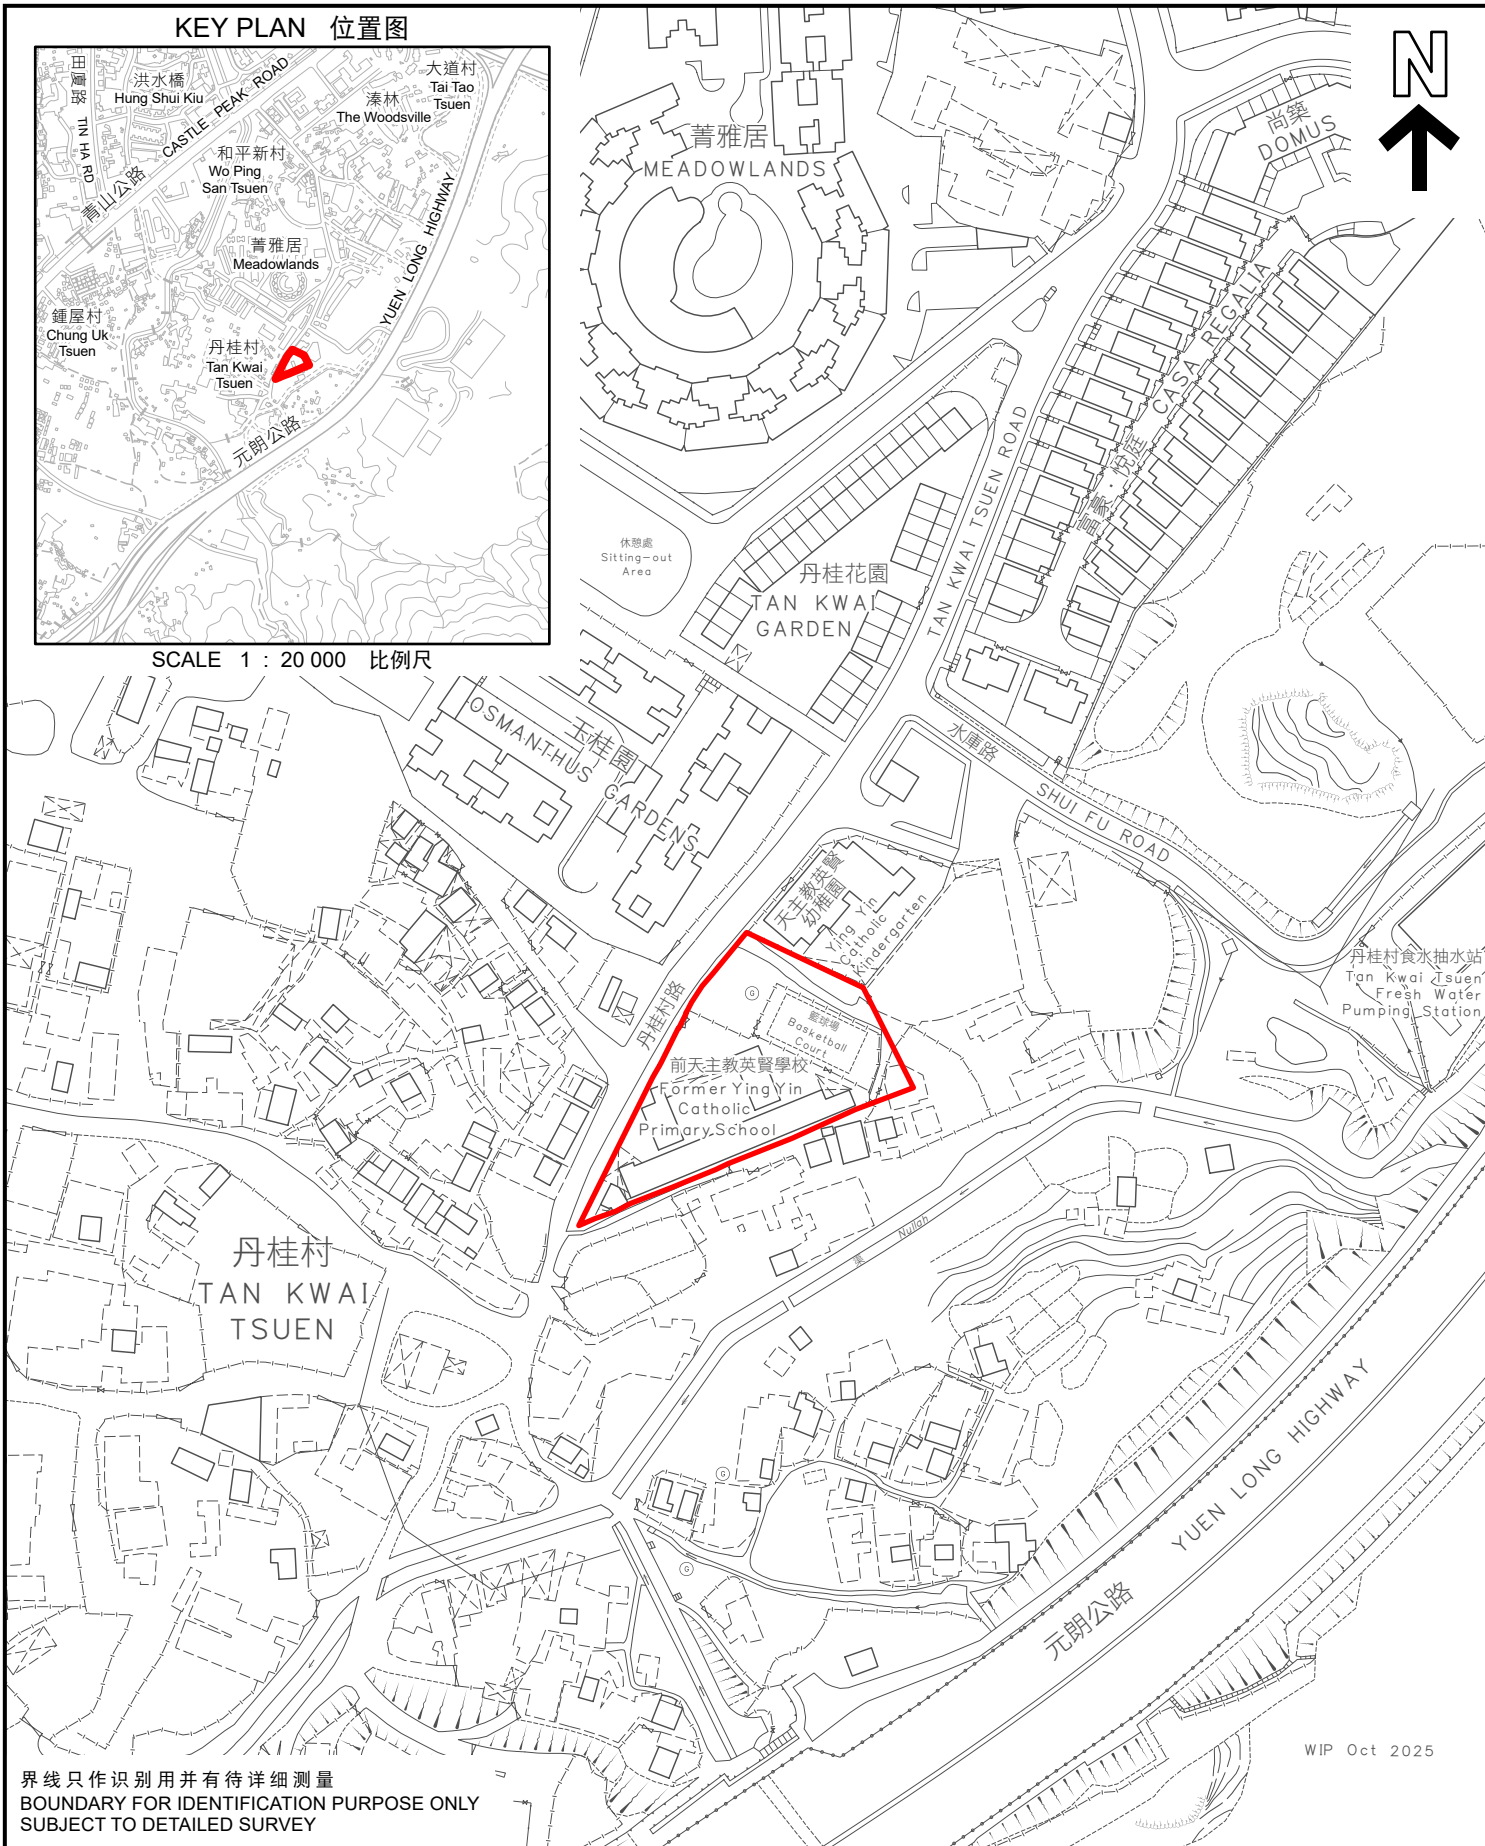 KEY PLAN 位置图
田廈路
TIN HA RD
洪水橋
Hung Shui Kiu
青山公路
CASTLE PEAK ROAD
大道村
Tai Tao
Tsuen
溱林
The Woodsville
和平新村
Wo Ping
San Tsuen
菁雅居
Meadowlands
YUEN LONG HIGHWAY
鍾屋村
Chung Uk
Tsuen
丹桂村
Tan Kwai
Tsuen
元朗公路
SCALE 1 : 20 000 比例尺
N
菁雅居
MEADOWLANDS
尚築
DOMUS
富豪・悅庭
CASA REGALIA
TAN KWAI TSUEN ROAD
休憩處
Sitting-out
Area
丹桂花園
TAN KWAI
GARDEN
玉桂園
OSMANTHUS GARDENS
水庫路
SHUI FU ROAD
天主教英賢
幼稚園
Ying Yin
Catholic
Kindergarten
丹桂村食水抽水站
Tan Kwai Tsuen
Fresh Water
Pumping Station
丹桂村路
G
籃球場
Basketball
Court
前天主教英賢學校
Former Ying Yin
Catholic
Primary School
丹桂村
TAN KWAI
TSUEN
渠
Nullah
G
G
YUEN LONG HIGHWAY
元朗公路
WIP Oct 2025
界线只作识别用并有待详细测量
BOUNDARY FOR IDENTIFICATION PURPOSE ONLY
SUBJECT TO DETAILED SURVEY